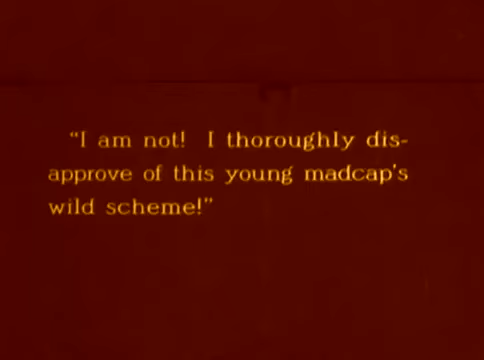 “I am not! I thoroughly dis-
approve of this young madcap's
wild scheme!”